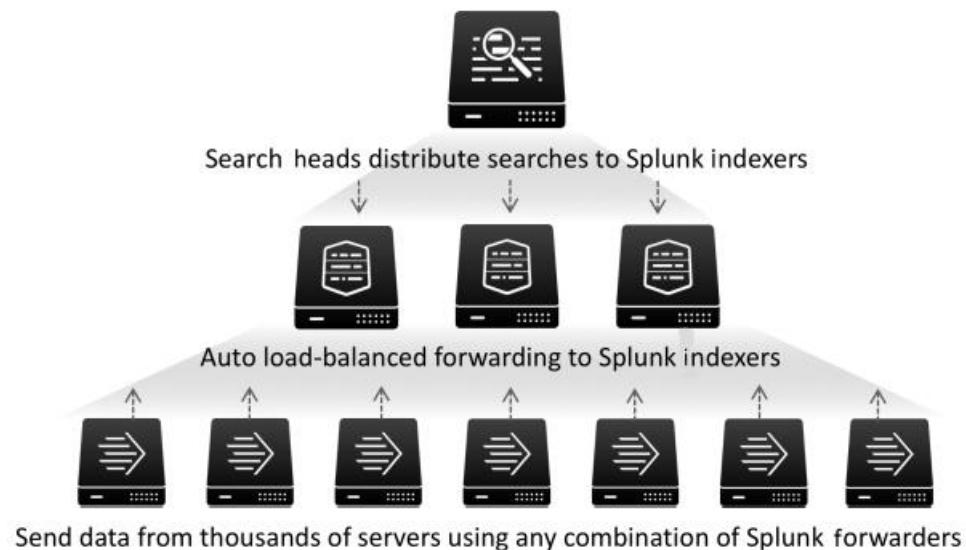 Search heads distribute searches to Splunk indexers
Auto load-balanced forwarding to Splunk indexers
Send data from thousands of servers using any combination of Splunk forwarders